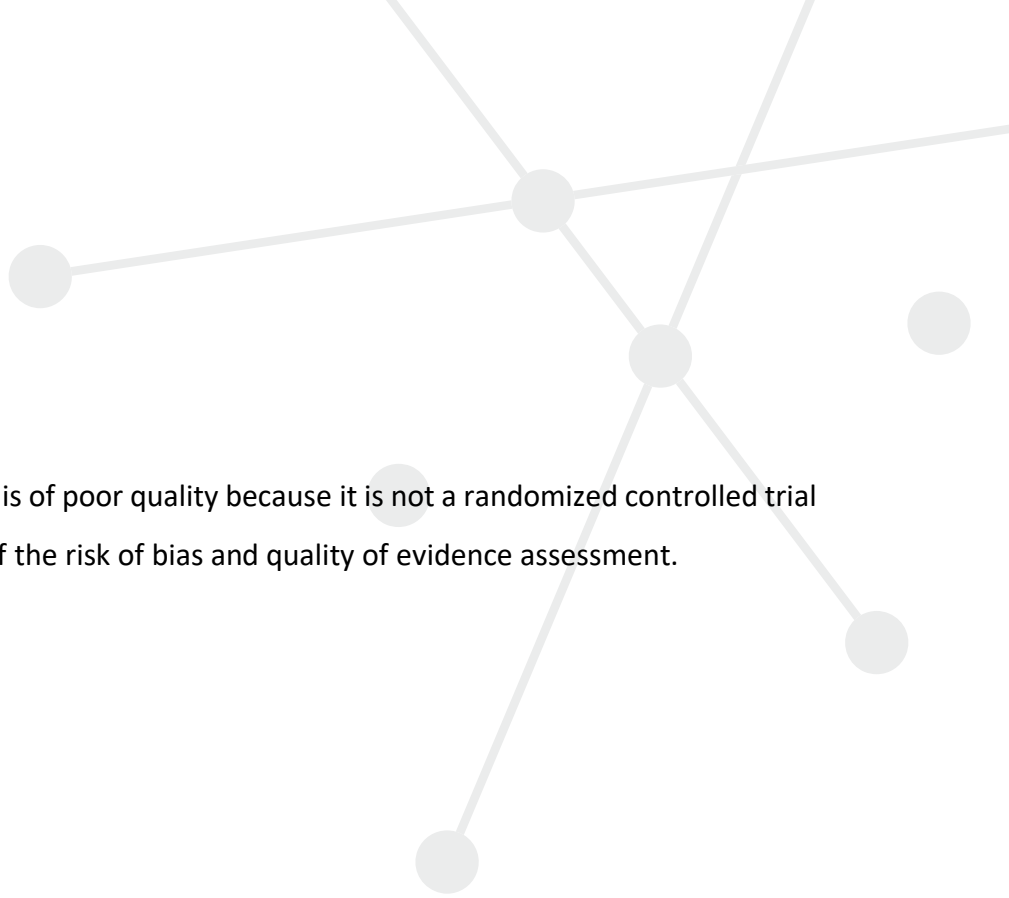 is of poor quality because it is not a randomized controlled trial
f the risk of bias and quality of evidence assessment.